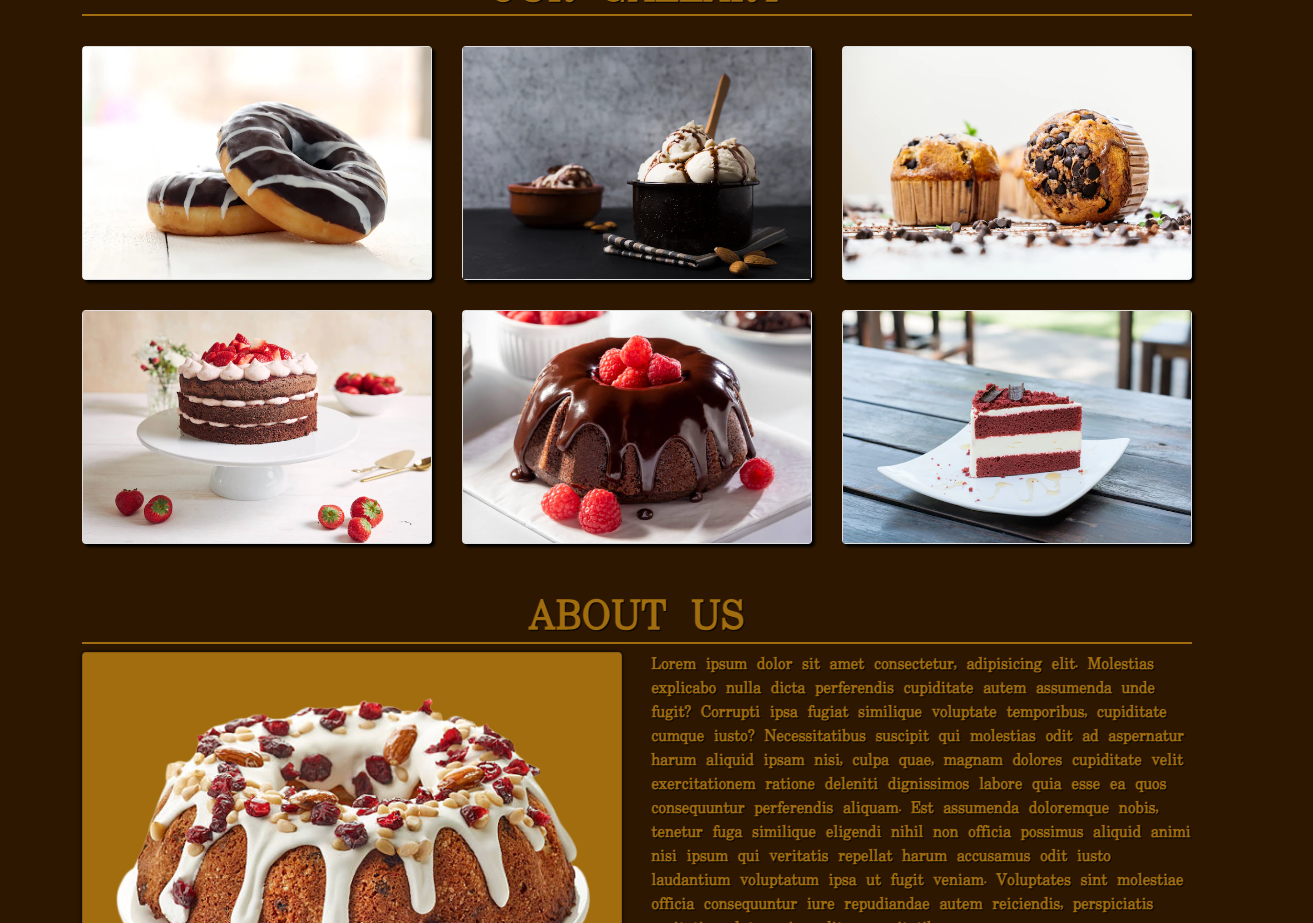 OUR GALLARY
ABOUT US
Lorem ipsum dolor sit amet consectetur, adipisicing elit. Molestias
explicabo nulla dicta perferendis cupiditate autem assumenda unde
fugit? Corrupti ipsa fugiat similique voluptate temporibus, cupiditate
cumque iusto? Necessitatibus suscipit qui molestias odit ad aspernatur
harum aliquid ipsam nisi, culpa quae, magnam dolores cupiditate velit
exercitationem ratione deleniti dignissimos labore quia esse ea quos
consequuntur perferendis aliquam. Est assumenda doloremque nobis,
tenetur fuga similique eligendi nihil non officia possimus aliquid animi
nisi ipsum qui veritatis repellat harum accusamus odit iusto
laudantium voluptatum ipsa ut fugit veniam. Voluptates sint molestiae
officia consequuntur iure repudiandae autem reiciendis, perspiciatis